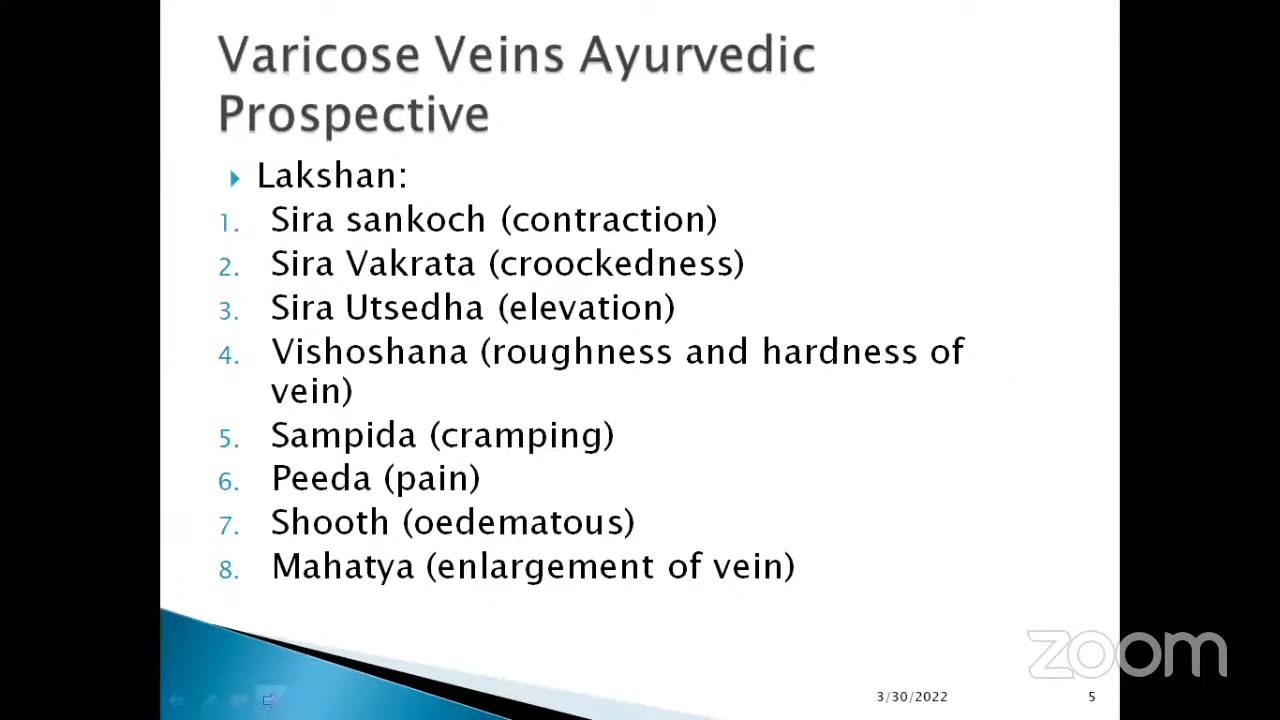 Varicose Veins Ayurvedic
Prospective
Lakshan:
1. Sira sankoch (contraction)
2. Sira Vakrata (croockedness)
3. Sira Utsedha (elevation)
4. Vishoshana (roughness and hardness of
vein)
5. Sampida (cramping)
6. Peeda (pain)
7. Shooth (oedematous)
8. Mahatya (enlargement of vein)
zoom
3/30/2022 5